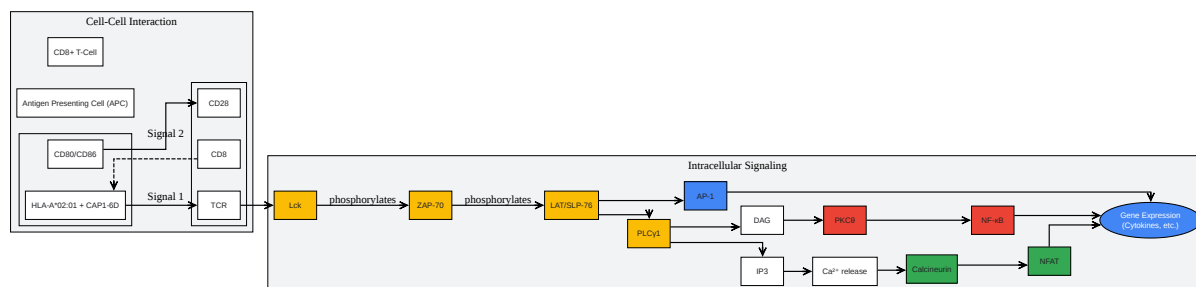 Cell-Cell Interaction
CD8+ T-Cell
Antigen Presenting Cell (APC)
CD28
Signal 2
CD80/CD86
CD8
HLA-A*02:01 + CAP1-6D
Signal 1
TCR
Intracellular Signaling
Lck
phosphorylates
ZAP-70
phosphorylates
LAT/SLP-76
AP-1
PLCγ1
DAG
PKCθ
NF-κB
Gene Expression
(Cytokines, etc.)
IP3
Ca²⁺ release
Calcineurin
NFAT